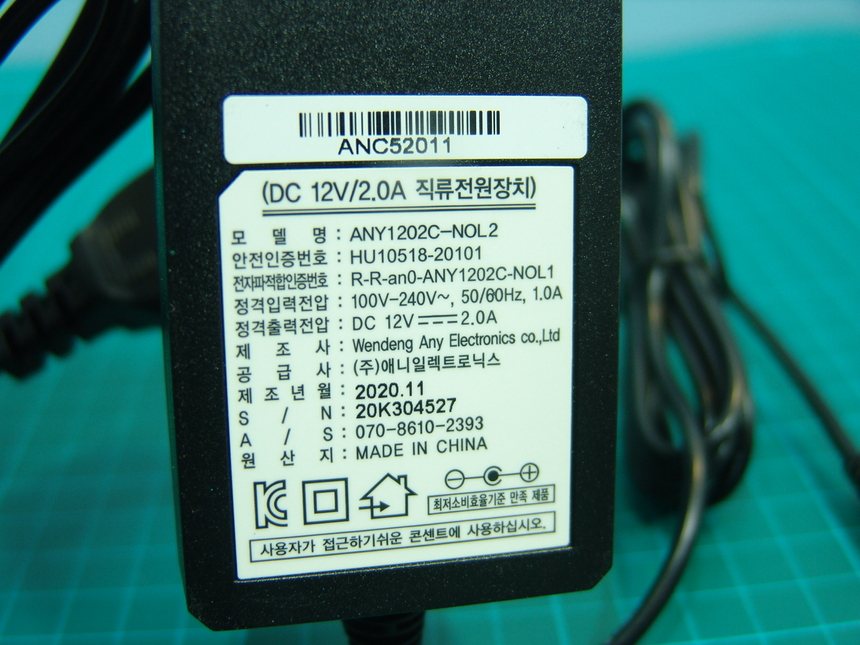 ANC52011
(DC 12V/2.0A 직류전원장치)
모 델 명 : ANY1202C-NOL2
안전인증번호 : HU10518-20101
전자파적합인증번호 : R-R-an0-ANY1202C-NOL1
정격입력전압 : 100V-240V~, 50/60Hz, 1.0A
정격출력전압 : DC 12V⎓2.0A
제 조 사 : Wendeng Any Electronics co.,Ltd
공 급 사 : (주)애니일렉트로닉스
제 조 년 월 : 2020.11
S / N : 20K304527
A / S : 070-8610-2393
원 산 지 : MADE IN CHINA
최저소비효율기준 만족 제품
사용자가 접근하기쉬운 콘센트에 사용하십시오.